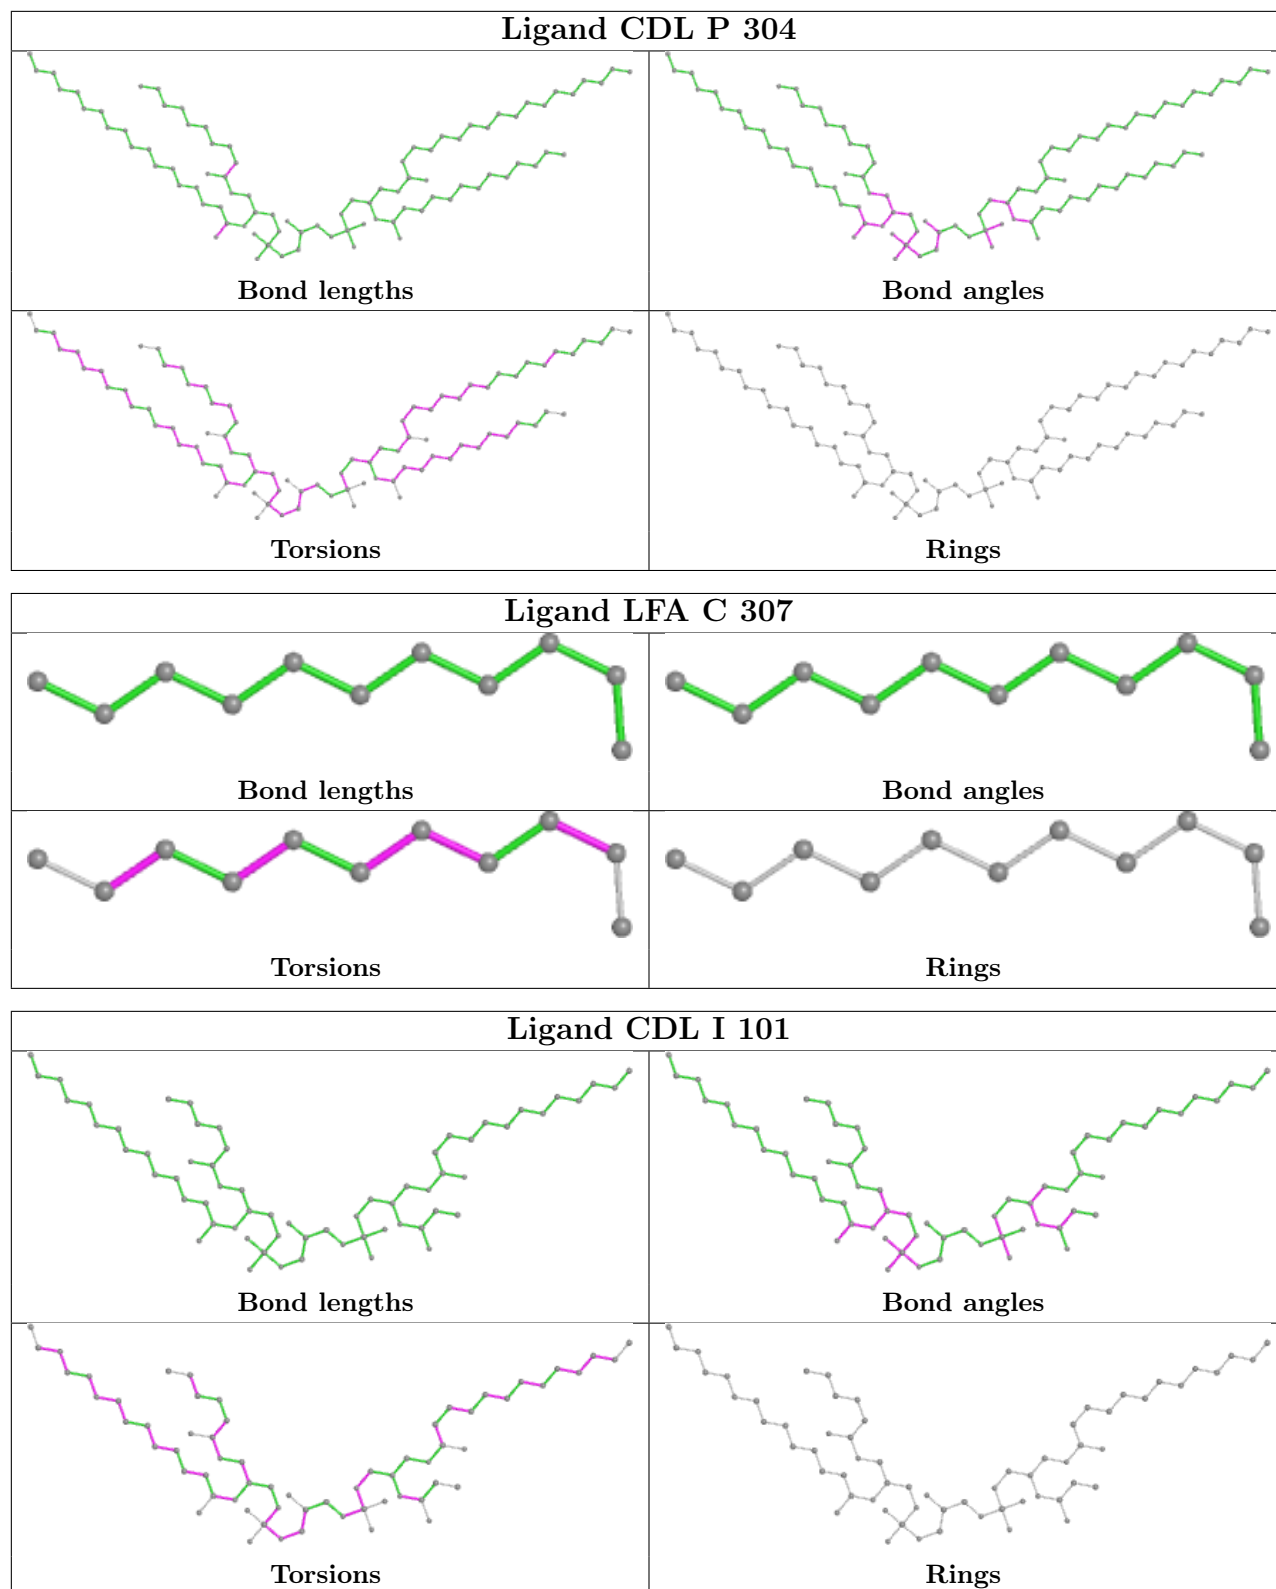 Ligand CDL P 304
Bond lengths
Bond angles
Torsions
Rings
Ligand LFA C 307
Bond lengths
Bond angles
Torsions
Rings
Ligand CDL I 101
Bond lengths
Bond angles
Torsions
Rings